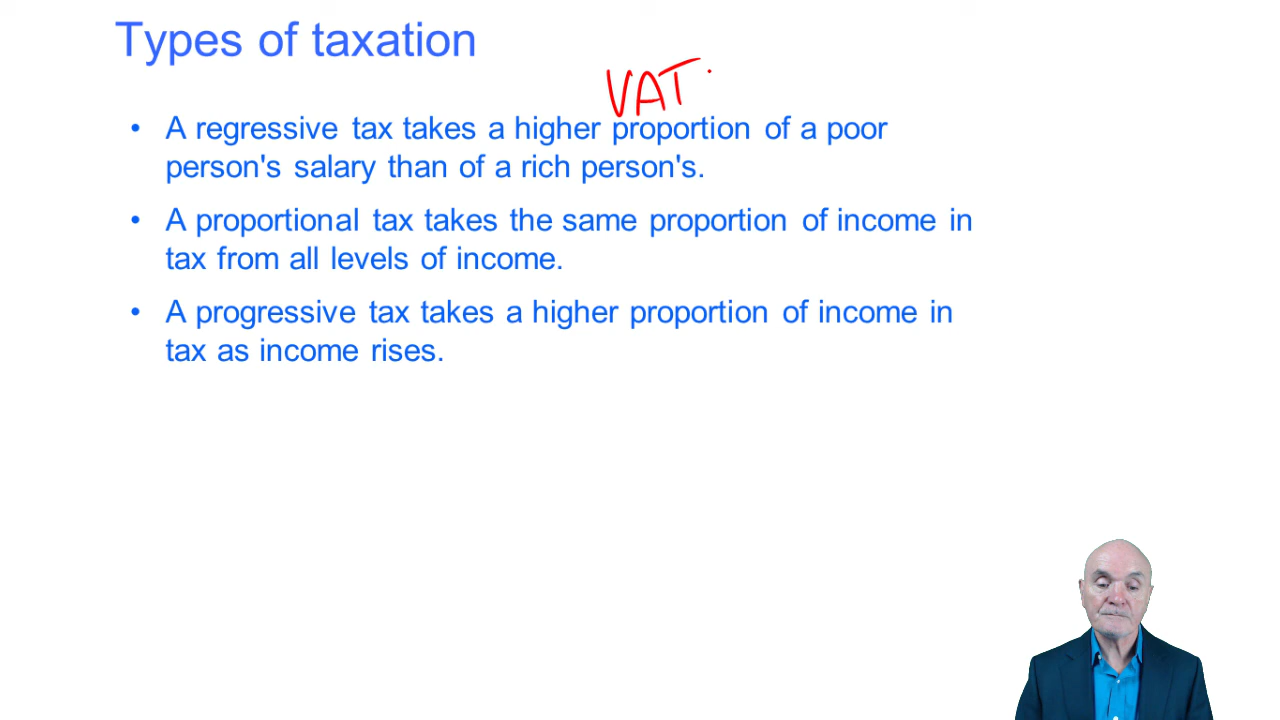 Types of taxation
VAT
• A regressive tax takes a higher proportion of a poor
person's salary than of a rich person's.
• A proportional tax takes the same proportion of income in
tax from all levels of income.
• A progressive tax takes a higher proportion of income in
tax as income rises.